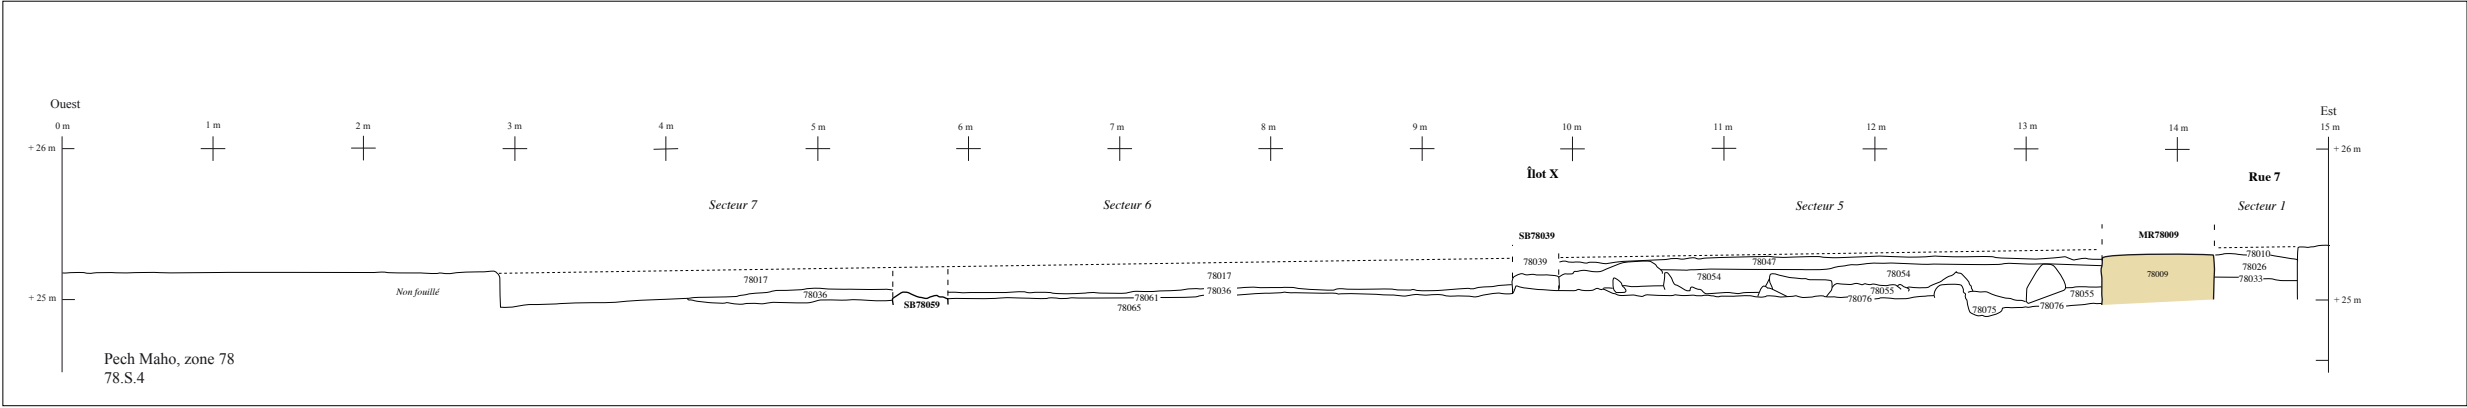 Ouest
Est
0 m 1 m 2 m 3 m 4 m 5 m 6 m 7 m 8 m 9 m 10 m 11 m 12 m 13 m 14 m 15 m
+ 26 m + 26 m
Îlot X Rue 7
Secteur 7 Secteur 6 Secteur 5 Secteur 1
SB78039 MR78009
78039 78047 78010
78017 78017 78054 78054 78009 78026
Non fouillé 78036 78036 78055 78055 78033
+ 25 m SB78059 78061 78076 78076 + 25 m
78065 78075
Pech Maho, zone 78
78.S.4